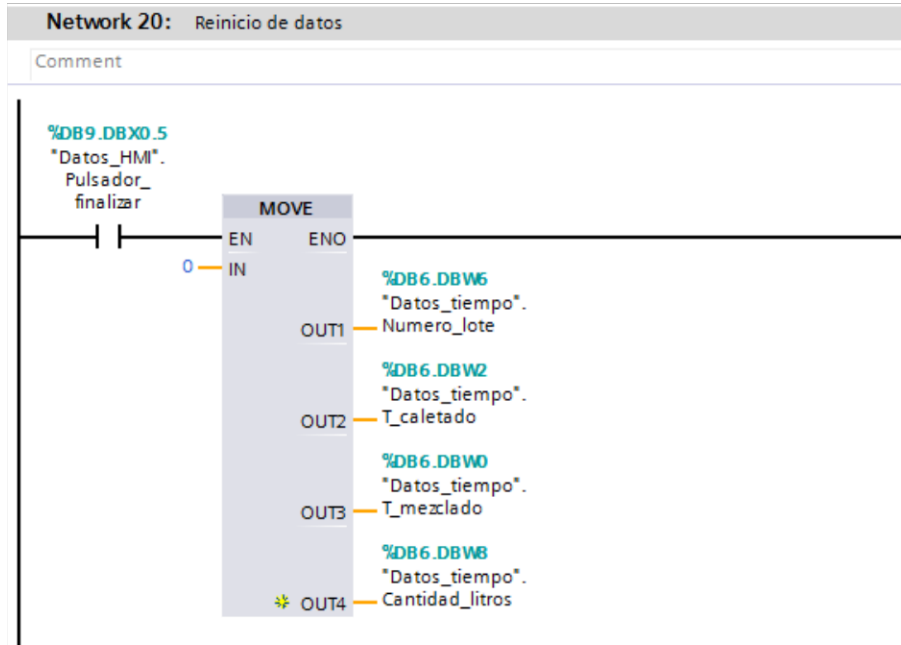 Network 20: Reinicio de datos
Comment
%DB9.DBX0.5
"Datos_HMI".
Pulsador_
finalizar
MOVE
EN ENO
0 IN
%DB6.DBW6
"Datos_tiempo".
OUT1 Numero_lote
%DB6.DBW2
"Datos_tiempo".
OUT2 T_caletado
%DB6.DBW0
"Datos_tiempo".
OUT3 T_mezclado
%DB6.DBW8
"Datos_tiempo".
OUT4 Cantidad_litros